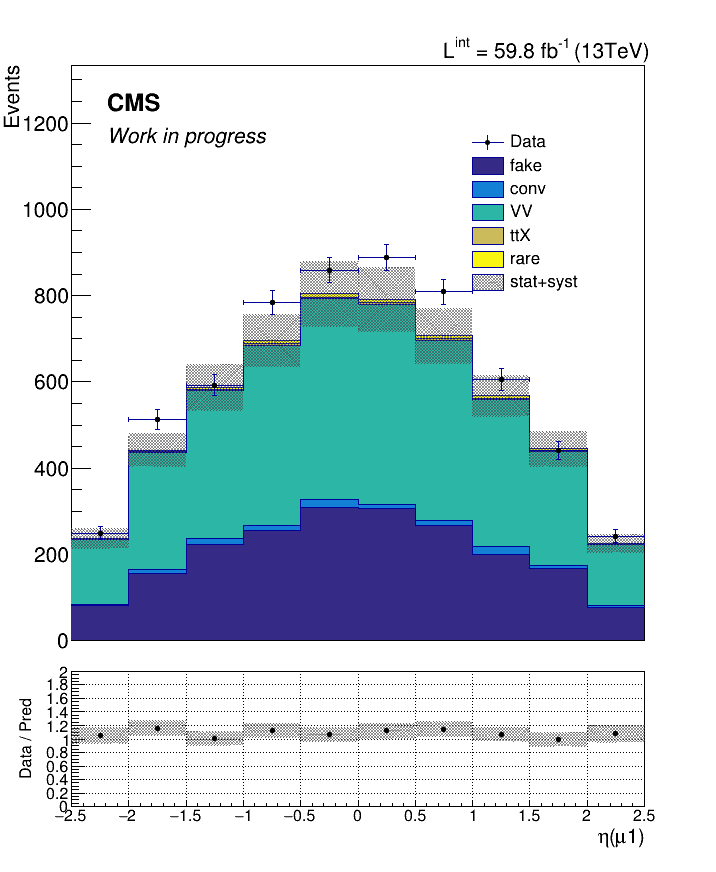 L^int = 59.8 fb^-1 (13TeV)
Events
CMS
Work in progress
Data
fake
conv
VV
ttX
rare
stat+syst
1200
1000
800
600
400
200
0
Data / Pred
2
1.8
1.6
1.4
1.2
1
0.8
0.6
0.4
0.2
0
−2.5 −2 −1.5 −1 −0.5 0 0.5 1 1.5 2 2.5
η(μ1)